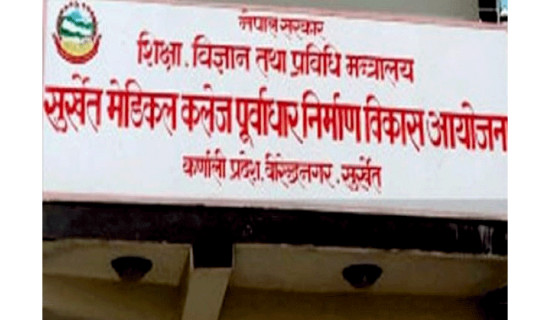 नेपाल सरकार
शिक्षा, विज्ञान तथा प्रविधि मन्त्रालय
सुर्खेत मेडिकल कलेज पूर्वाधार निर्माण विकास आयोजना
कर्णाली प्रदेश, वीरेन्द्रनगर, सुर्खेत